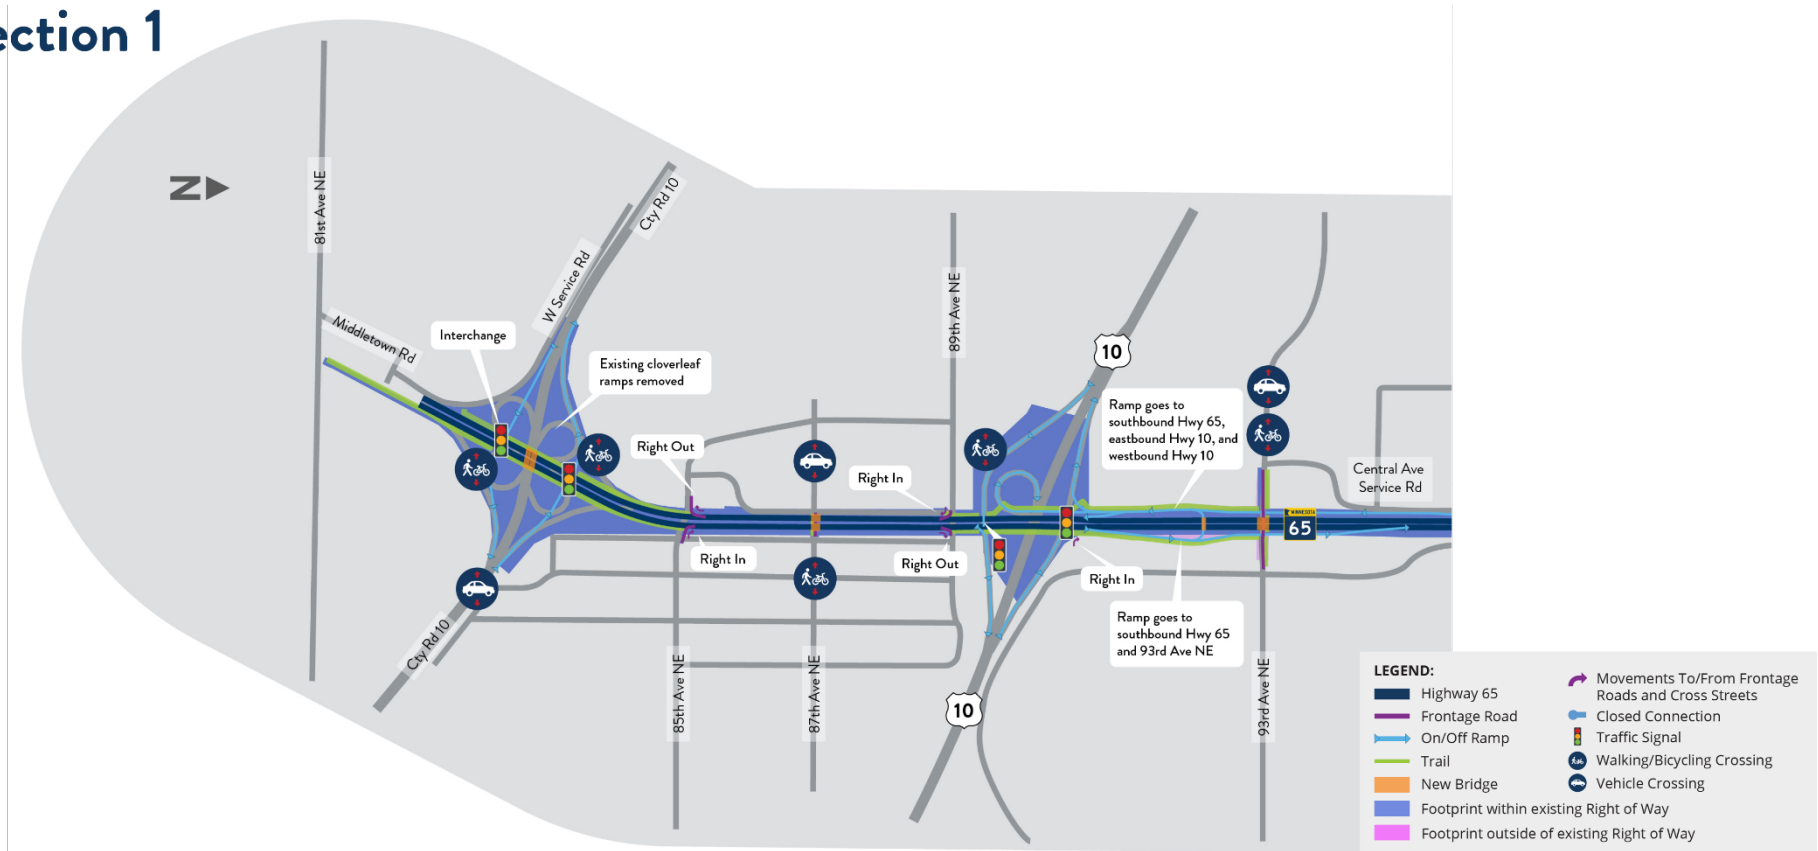 ection 1
N
81st Ave NE
Cty Rd 10
W Service Rd
Middletown Rd
Interchange
Existing cloverleaf
ramps removed
89th Ave NE
10
Ramp goes to
southbound Hwy 65,
eastbound Hwy 10, and
westbound Hwy 10
Right Out
Right In
Central Ave
Service Rd
MINNESOTA
65
Right In
Right Out
Right In
Ramp goes to
southbound Hwy 65
and 93rd Ave NE
Cty Rd 10
85th Ave NE
87th Ave NE
10
93rd Ave NE
LEGEND:
Highway 65
Frontage Road
On/Off Ramp
Trail
New Bridge
Footprint within existing Right of Way
Footprint outside of existing Right of Way
Movements To/From Frontage
Roads and Cross Streets
Closed Connection
Traffic Signal
Walking/Bicycling Crossing
Vehicle Crossing